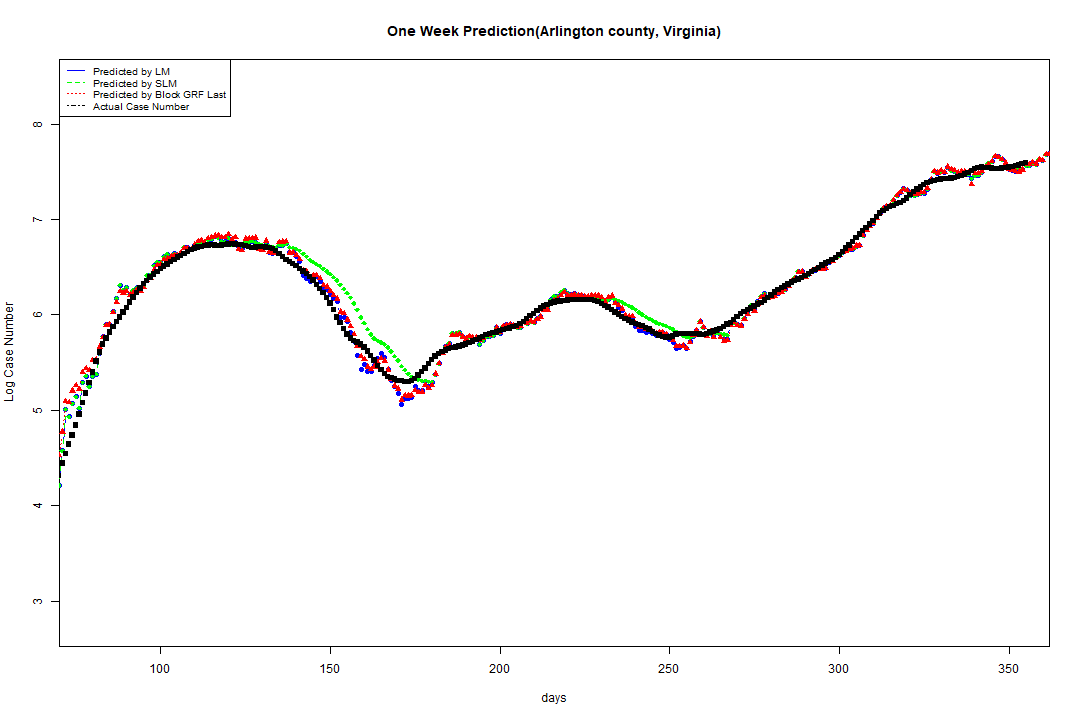 One Week Prediction(Arlington county, Virginia)
Predicted by LM
Predicted by SLM
Predicted by Block GRF Last
Actual Case Number
8
7
6
5
4
3
Log Case Number
100 150 200 250 300 350
days